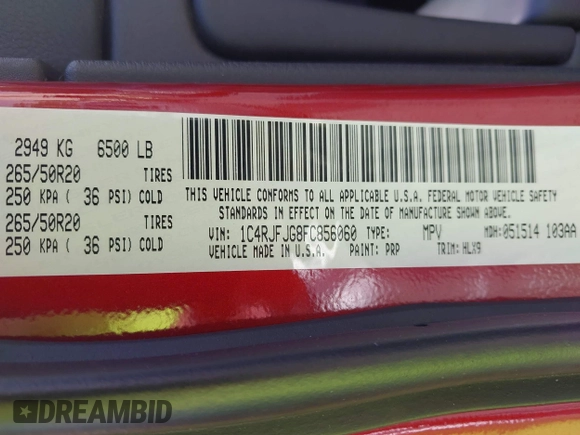 2949 KG 6500 LB
265/50R20 TIRES
250 KPA ( 36 PSI) COLD
265/50R20 TIRES
250 KPA ( 36 PSI) COLD
THIS VEHICLE CONFORMS TO ALL APPLICABLE U.S.A. FEDERAL MOTOR VEHICLE SAFETY
STANDARDS IN EFFECT ON THE DATE OF MANUFACTURE SHOWN ABOVE.
VIN: 1C4RJFJG8FC856060 TYPE: MPV MDH:051514 103AA
VEHICLE MADE IN U.S.A. PAINT: PRP TRIM: HLX9
DREAMBID